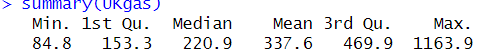 > summary(UKgas)
Min. 1st Qu. Median Mean 3rd Qu. Max.
84.8 153.3 220.9 337.6 469.9 1163.9